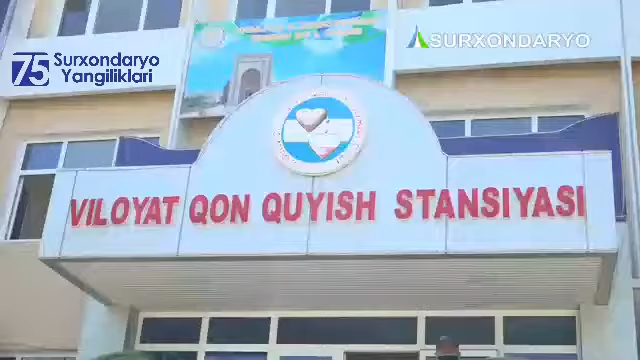 75 Surxondaryo
Yangiliklari
SURXONDARYO
VILOYAT QON QUYISH STANSIYASI